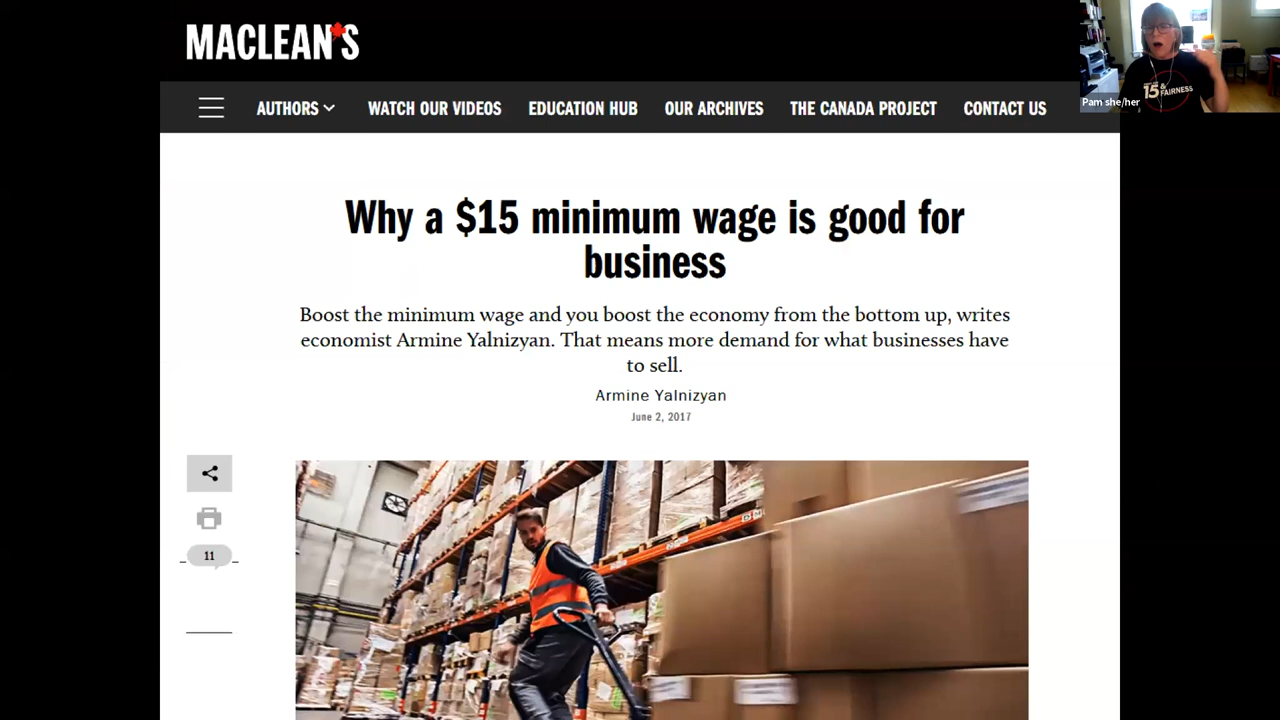 MACLEAN'S
AUTHORS
WATCH OUR VIDEOS
EDUCATION HUB
OUR ARCHIVES
THE CANADA PROJECT
CONTACT US
15 &
FAIRNESS
Pam she/her
Why a $15 minimum wage is good for
business
Boost the minimum wage and you boost the economy from the bottom up, writes
economist Armine Yalnizyan. That means more demand for what businesses have
to sell.
Armine Yalnizyan
June 2, 2017
11